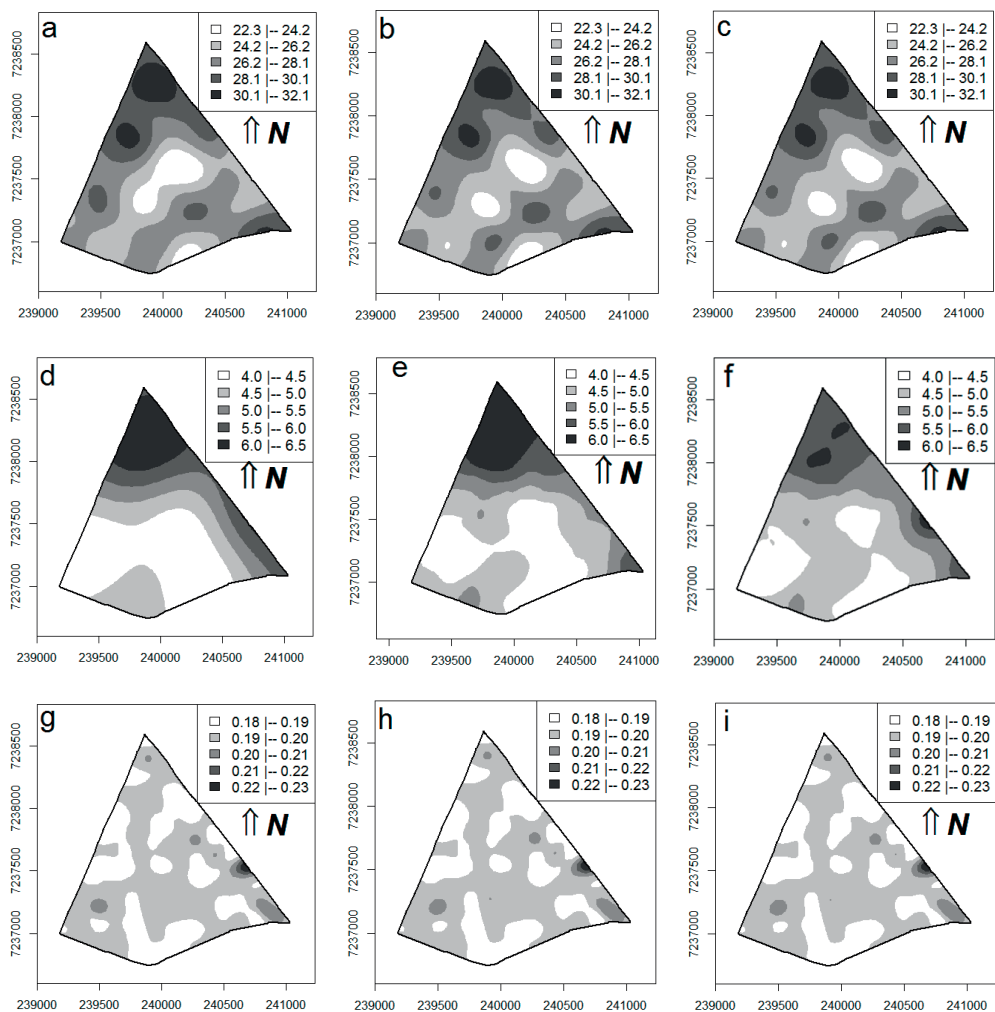 a
22.3 |-- 24.2
24.2 |-- 26.2
26.2 |-- 28.1
28.1 |-- 30.1
30.1 |-- 32.1
⇑ N
7238500
7238000
7237500
7237000
239000 239500 240000 240500 241000
b
22.3 |-- 24.2
24.2 |-- 26.2
26.2 |-- 28.1
28.1 |-- 30.1
30.1 |-- 32.1
⇑ N
7238500
7238000
7237500
7237000
239000 239500 240000 240500 241000
c
22.3 |-- 24.2
24.2 |-- 26.2
26.2 |-- 28.1
28.1 |-- 30.1
30.1 |-- 32.1
⇑ N
7238500
7238000
7237500
7237000
239000 239500 240000 240500 241000
d
4.0 |-- 4.5
4.5 |-- 5.0
5.0 |-- 5.5
5.5 |-- 6.0
6.0 |-- 6.5
⇑ N
7238500
7238000
7237500
7237000
239000 239500 240000 240500 241000
e
4.0 |-- 4.5
4.5 |-- 5.0
5.0 |-- 5.5
5.5 |-- 6.0
6.0 |-- 6.5
⇑ N
7238500
7238000
7237500
7237000
239000 239500 240000 240500 241000
f
4.0 |-- 4.5
4.5 |-- 5.0
5.0 |-- 5.5
5.5 |-- 6.0
6.0 |-- 6.5
⇑ N
7238500
7238000
7237500
7237000
239000 239500 240000 240500 241000
g
0.18 |-- 0.19
0.19 |-- 0.20
0.20 |-- 0.21
0.21 |-- 0.22
0.22 |-- 0.23
⇑ N
7238500
7238000
7237500
7237000
239000 239500 240000 240500 241000
h
0.18 |-- 0.19
0.19 |-- 0.20
0.20 |-- 0.21
0.21 |-- 0.22
0.22 |-- 0.23
⇑ N
7238500
7238000
7237500
7237000
239000 239500 240000 240500 241000
i
0.18 |-- 0.19
0.19 |-- 0.20
0.20 |-- 0.21
0.21 |-- 0.22
0.22 |-- 0.23
⇑ N
7238500
7238000
7237500
7237000
239000 239500 240000 240500 241000